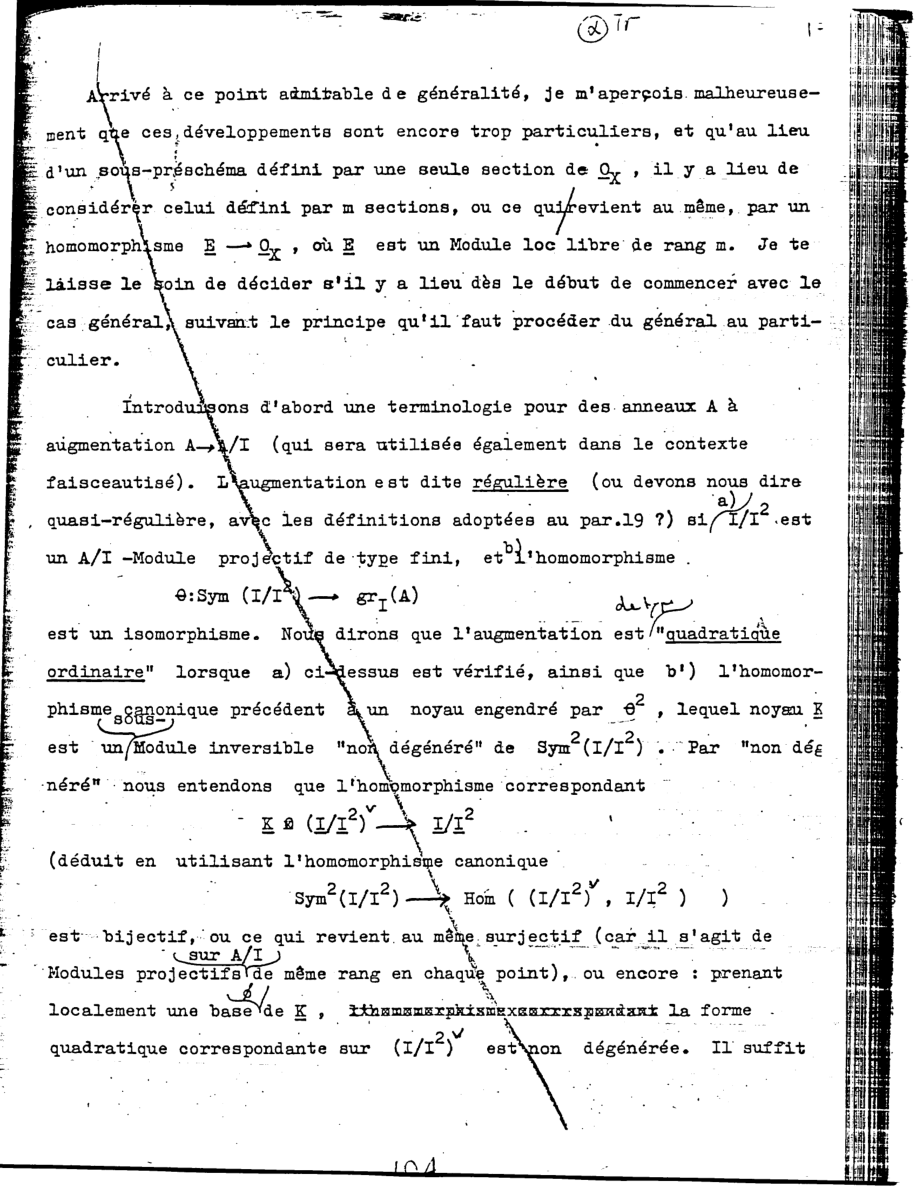 (α) Tr
Arrivé à ce point admitable de généralité, je m'aperçois malheureuse-
ment que ces développements sont encore trop particuliers, et qu'au lieu
d'un sous-préschéma défini par une seule section de O_X , il y a lieu de
considérer celui défini par m sections, ou ce qui/revient au même, par un
homomorphisme E → O_X , où E est un Module loc libre de rang m. Je te
laisse le soin de décider s'il y a lieu dès le début de commencer avec le
cas général, suivant le principe qu'il faut procéder du général au parti-
culier.
Introduisons d'abord une terminologie pour des anneaux A à
augmentation A→A/I (qui sera utilisée également dans le contexte
faisceautisé). L'augmentation est dite régulière (ou devons nous dire
quasi-régulière, avec les définitions adoptées au par.19 ?) si a) I/I² est
un A/I -Module projectif de type fini, et b) l'homomorphisme
θ:Sym (I/I²) → gr_I(A)
est un isomorphisme. Nous dirons que l'augmentation est de type "quadratique
ordinaire" lorsque a) ci-dessus est vérifié, ainsi que b') l'homomor-
phisme canonique précédent a un noyau engendré par θ² , lequel noyau K
est un sous-Module inversible "non dégénéré" de Sym²(I/I²) . Par "non dég
néré" nous entendons que l'homomorphisme correspondant
K ⊗ (I/I²)ˇ → I/I²
(déduit en utilisant l'homomorphisme canonique
Sym²(I/I²) → Hom ( (I/I²)ˇ , I/I² ) )
est bijectif, ou ce qui revient au même surjectif (car il s'agit de
Modules projectifs sur A/I de même rang en chaque point), ou encore : prenant
localement une base ϕ de K , la forme
quadratique correspondante sur (I/I²)ˇ est non dégénérée. Il suffit